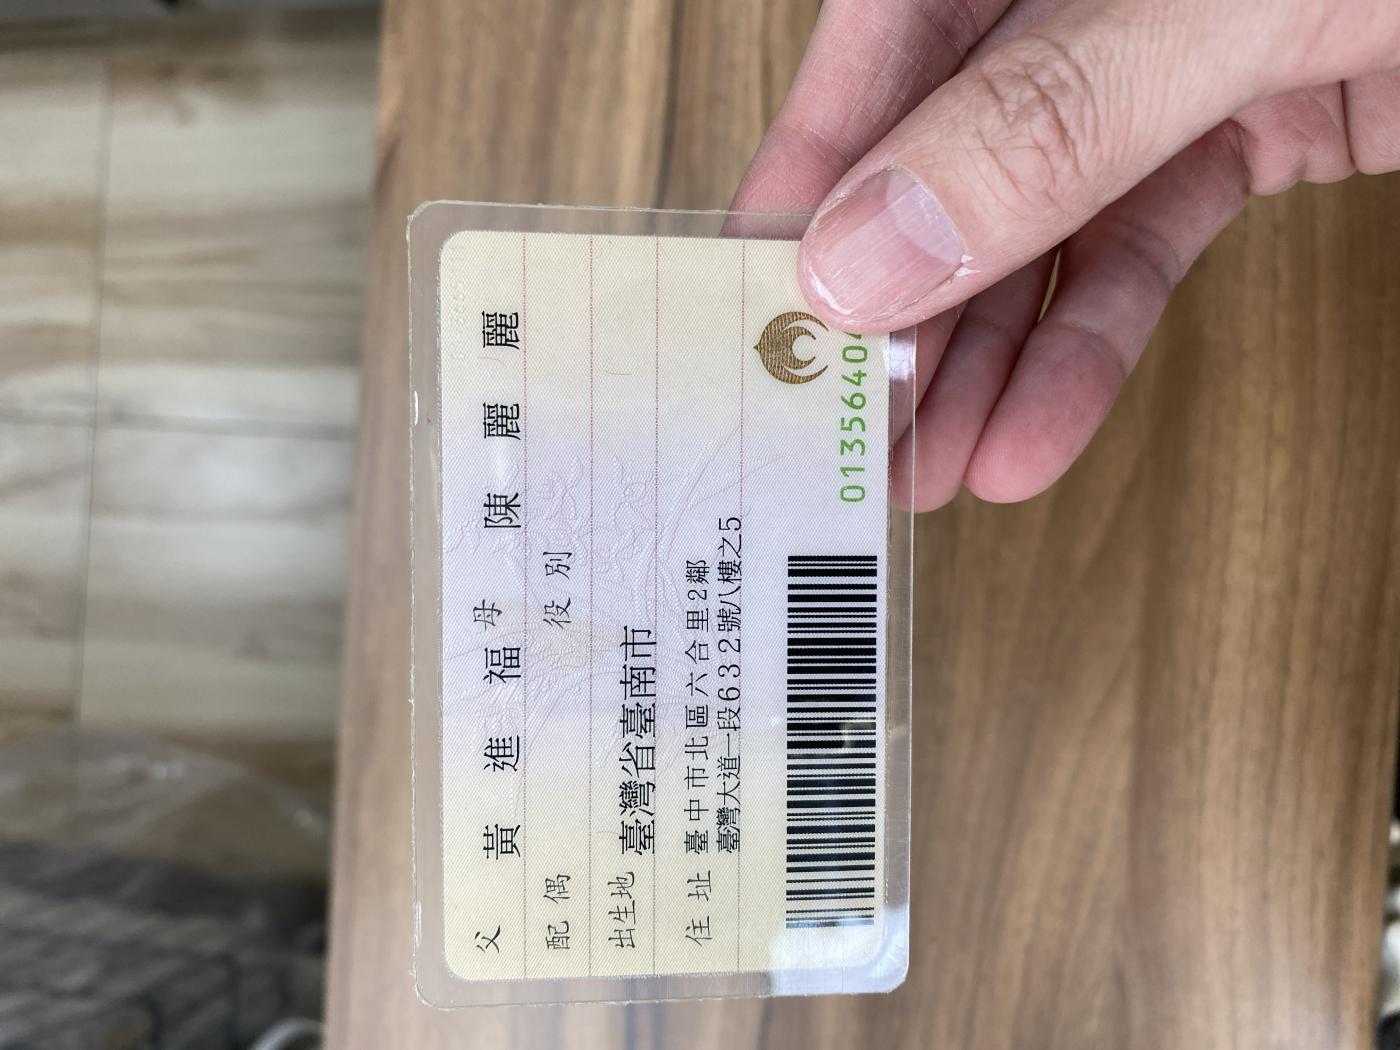 父 黃進福 母 陳麗麗
配偶 役別
出生地 臺灣省臺南市
住址 臺中市北區六合里2鄰
臺灣大道一段632號八樓之5
0135640